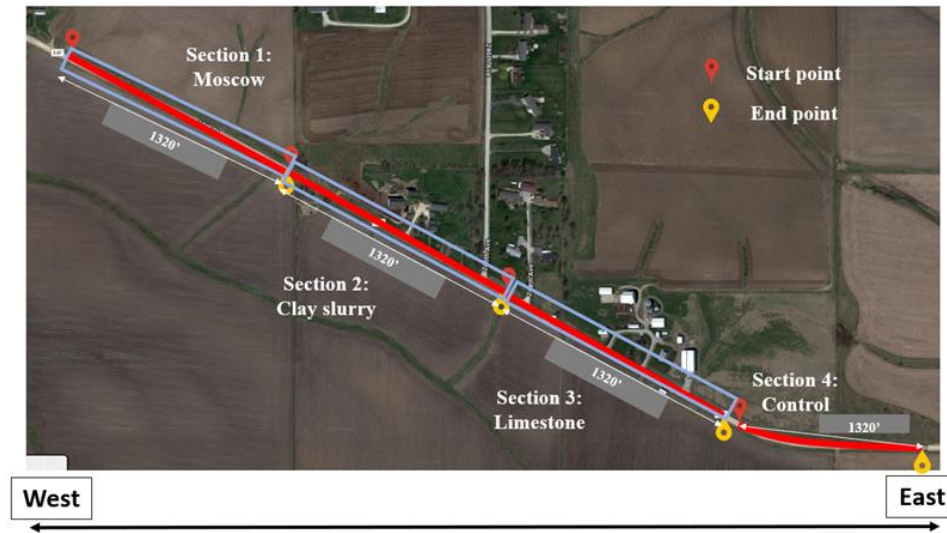 Section 1:
Moscow
Start point
End point
1320’
1320’
Section 2:
Clay slurry
1320’
Section 3:
Limestone
Section 4:
Control
1320’
West
East